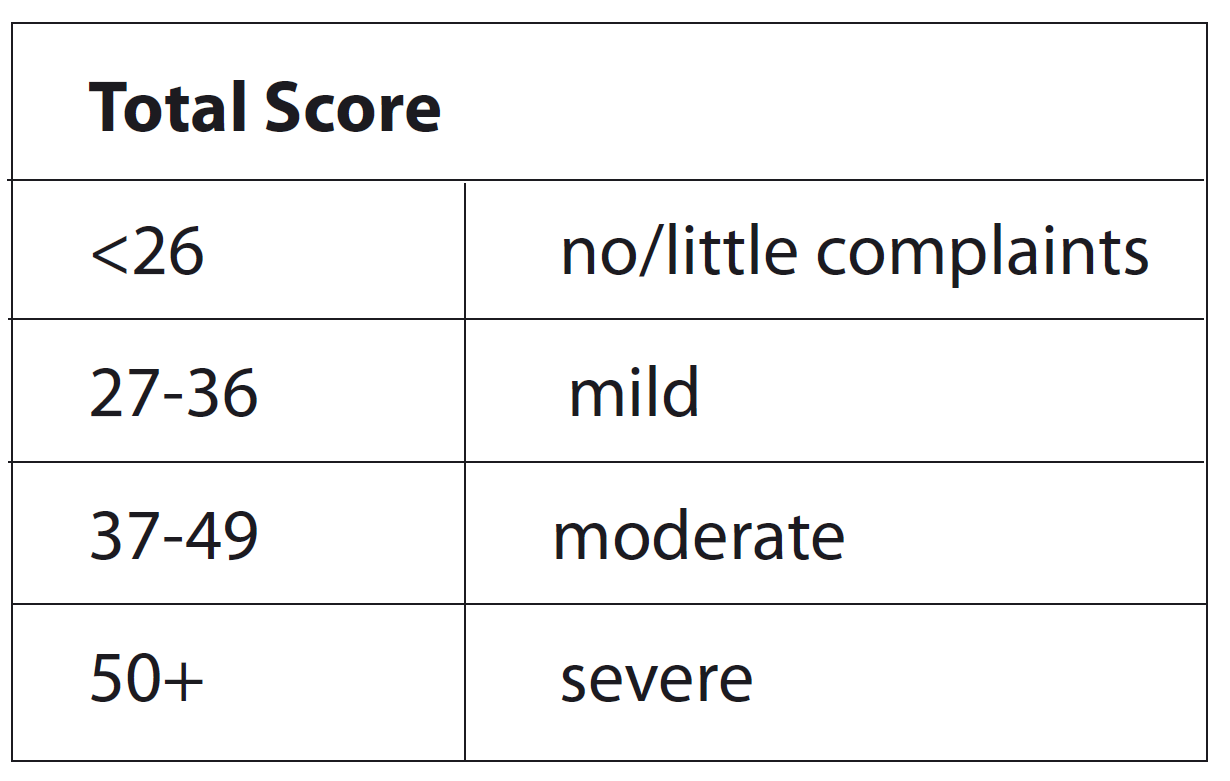 Total Score
<26 no/little complaints
27-36 mild
37-49 moderate
50+ severe